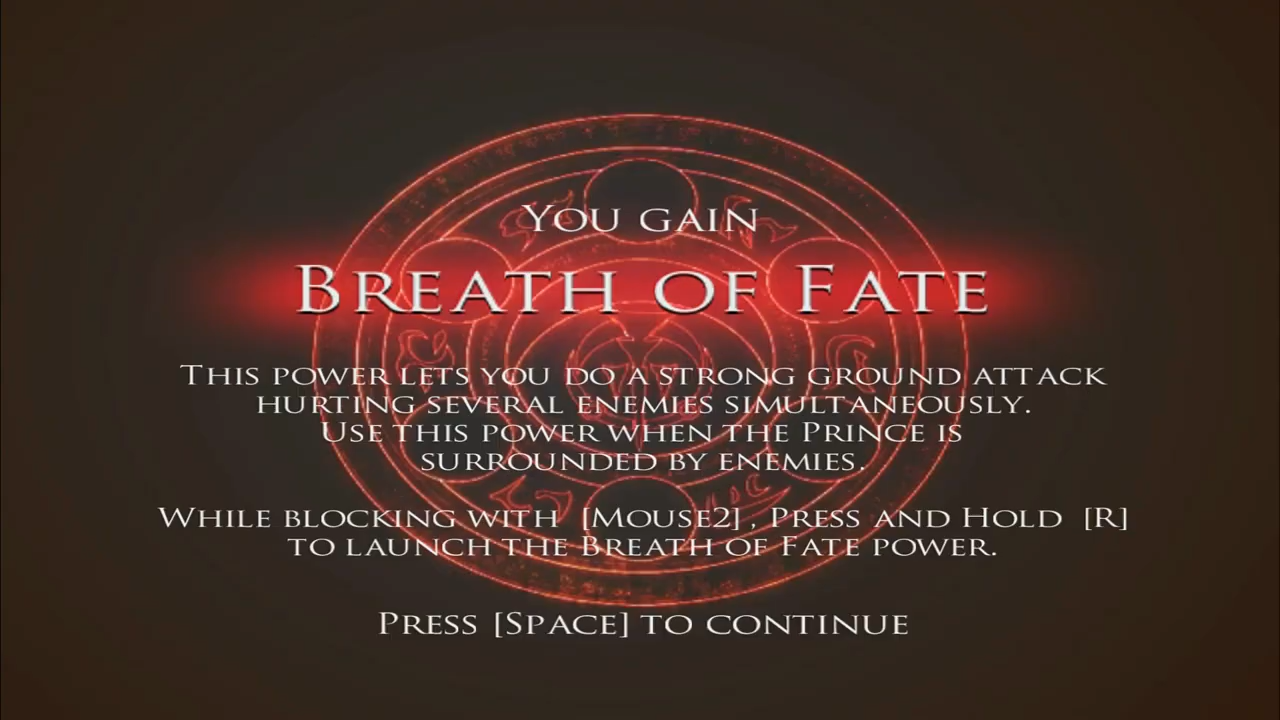 You gain
Breath of Fate
This power lets you do a strong ground attack
hurting several enemies simultaneously.
Use this power when the Prince is
surrounded by enemies.
While blocking with [Mouse2], Press and Hold [R]
to launch the Breath of Fate power.
Press [Space] to continue